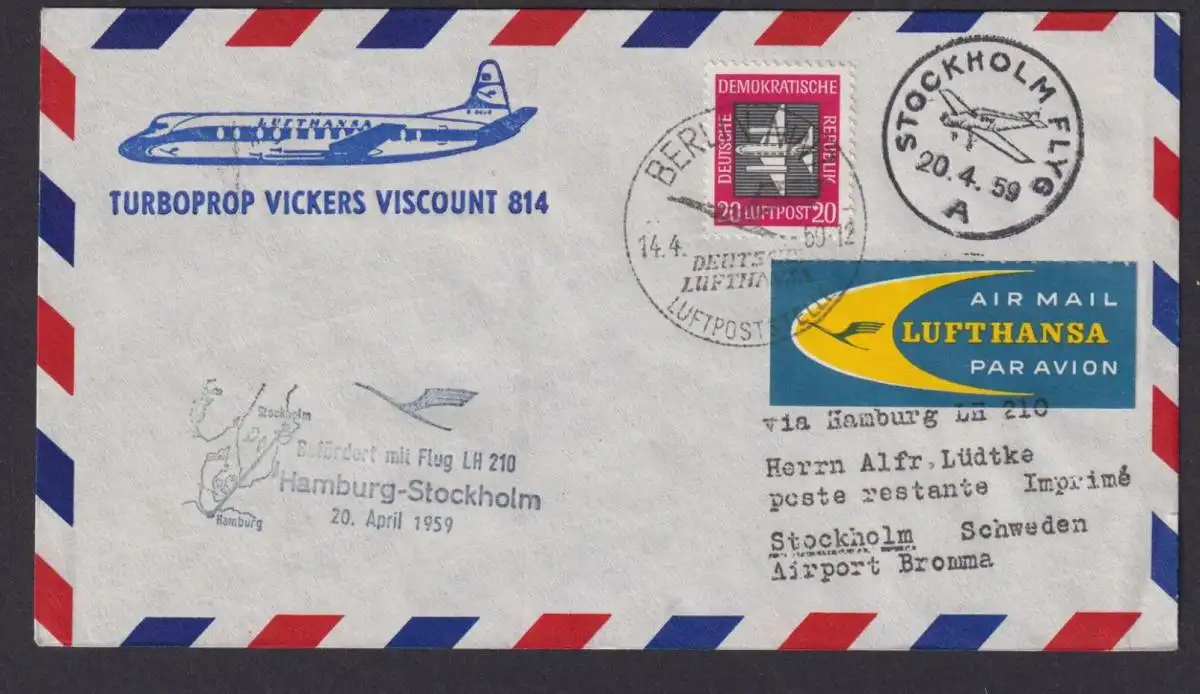 LUFTHANSA
TURBOPROP VICKERS VISCOUNT 814
DEMOKRATISCHE
DEUTSCHE
REPUBLIK
20 LUFTPOST 20
14.4.
DEUTSCHE
LUFTHANSA
LUFTPOSTSTELLE
STOCKHOLM FLYG
20.4.59
A
AIR MAIL
LUFTHANSA
PAR AVION
via Hamburg LH 210
Herrn Alfr.Lüdtke
poste restante Imprimé
Stockholm Schweden
Airport Bromma
Stockholm
Hamburg
Befördert mit Flug LH 210
Hamburg-Stockholm
20. April 1959